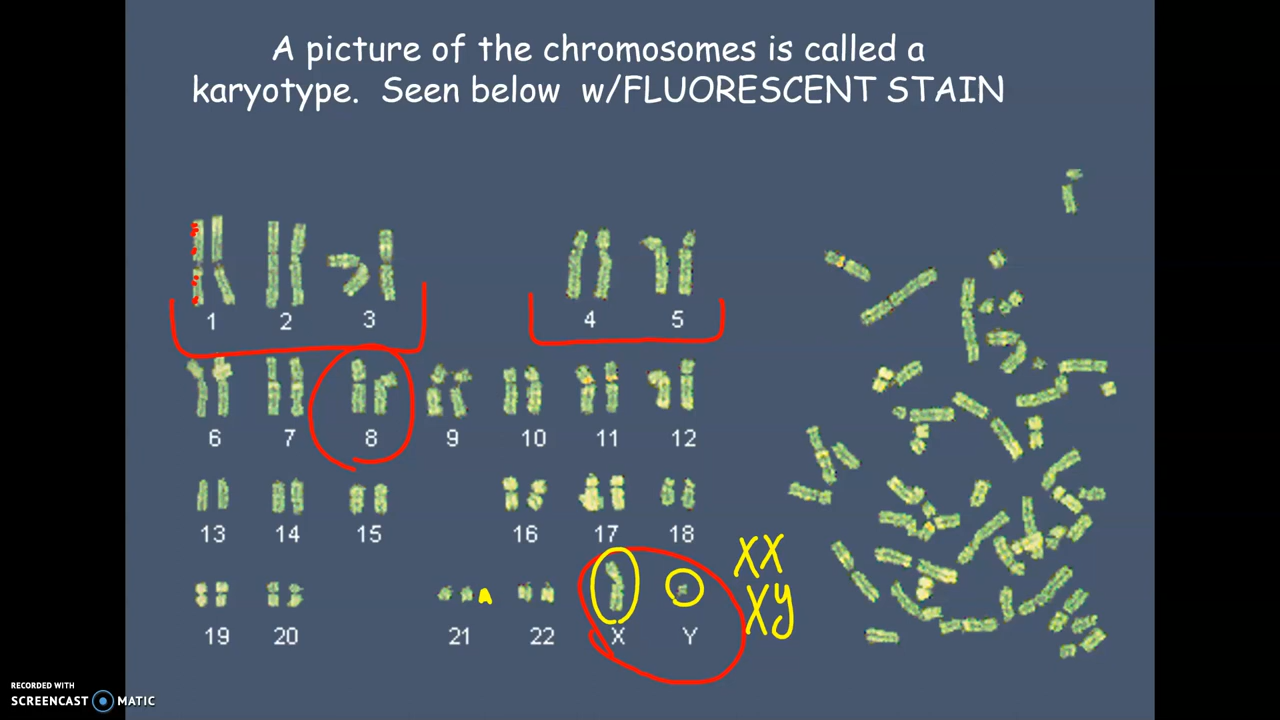 A picture of the chromosomes is called a
karyotype. Seen below w/FLUORESCENT STAIN
1 2 3 4 5
6 7 8 9 10 11 12
13 14 15 16 17 18
XX
XY
19 20 21 22 X Y
RECORDED WITH
SCREENCAST MATIC